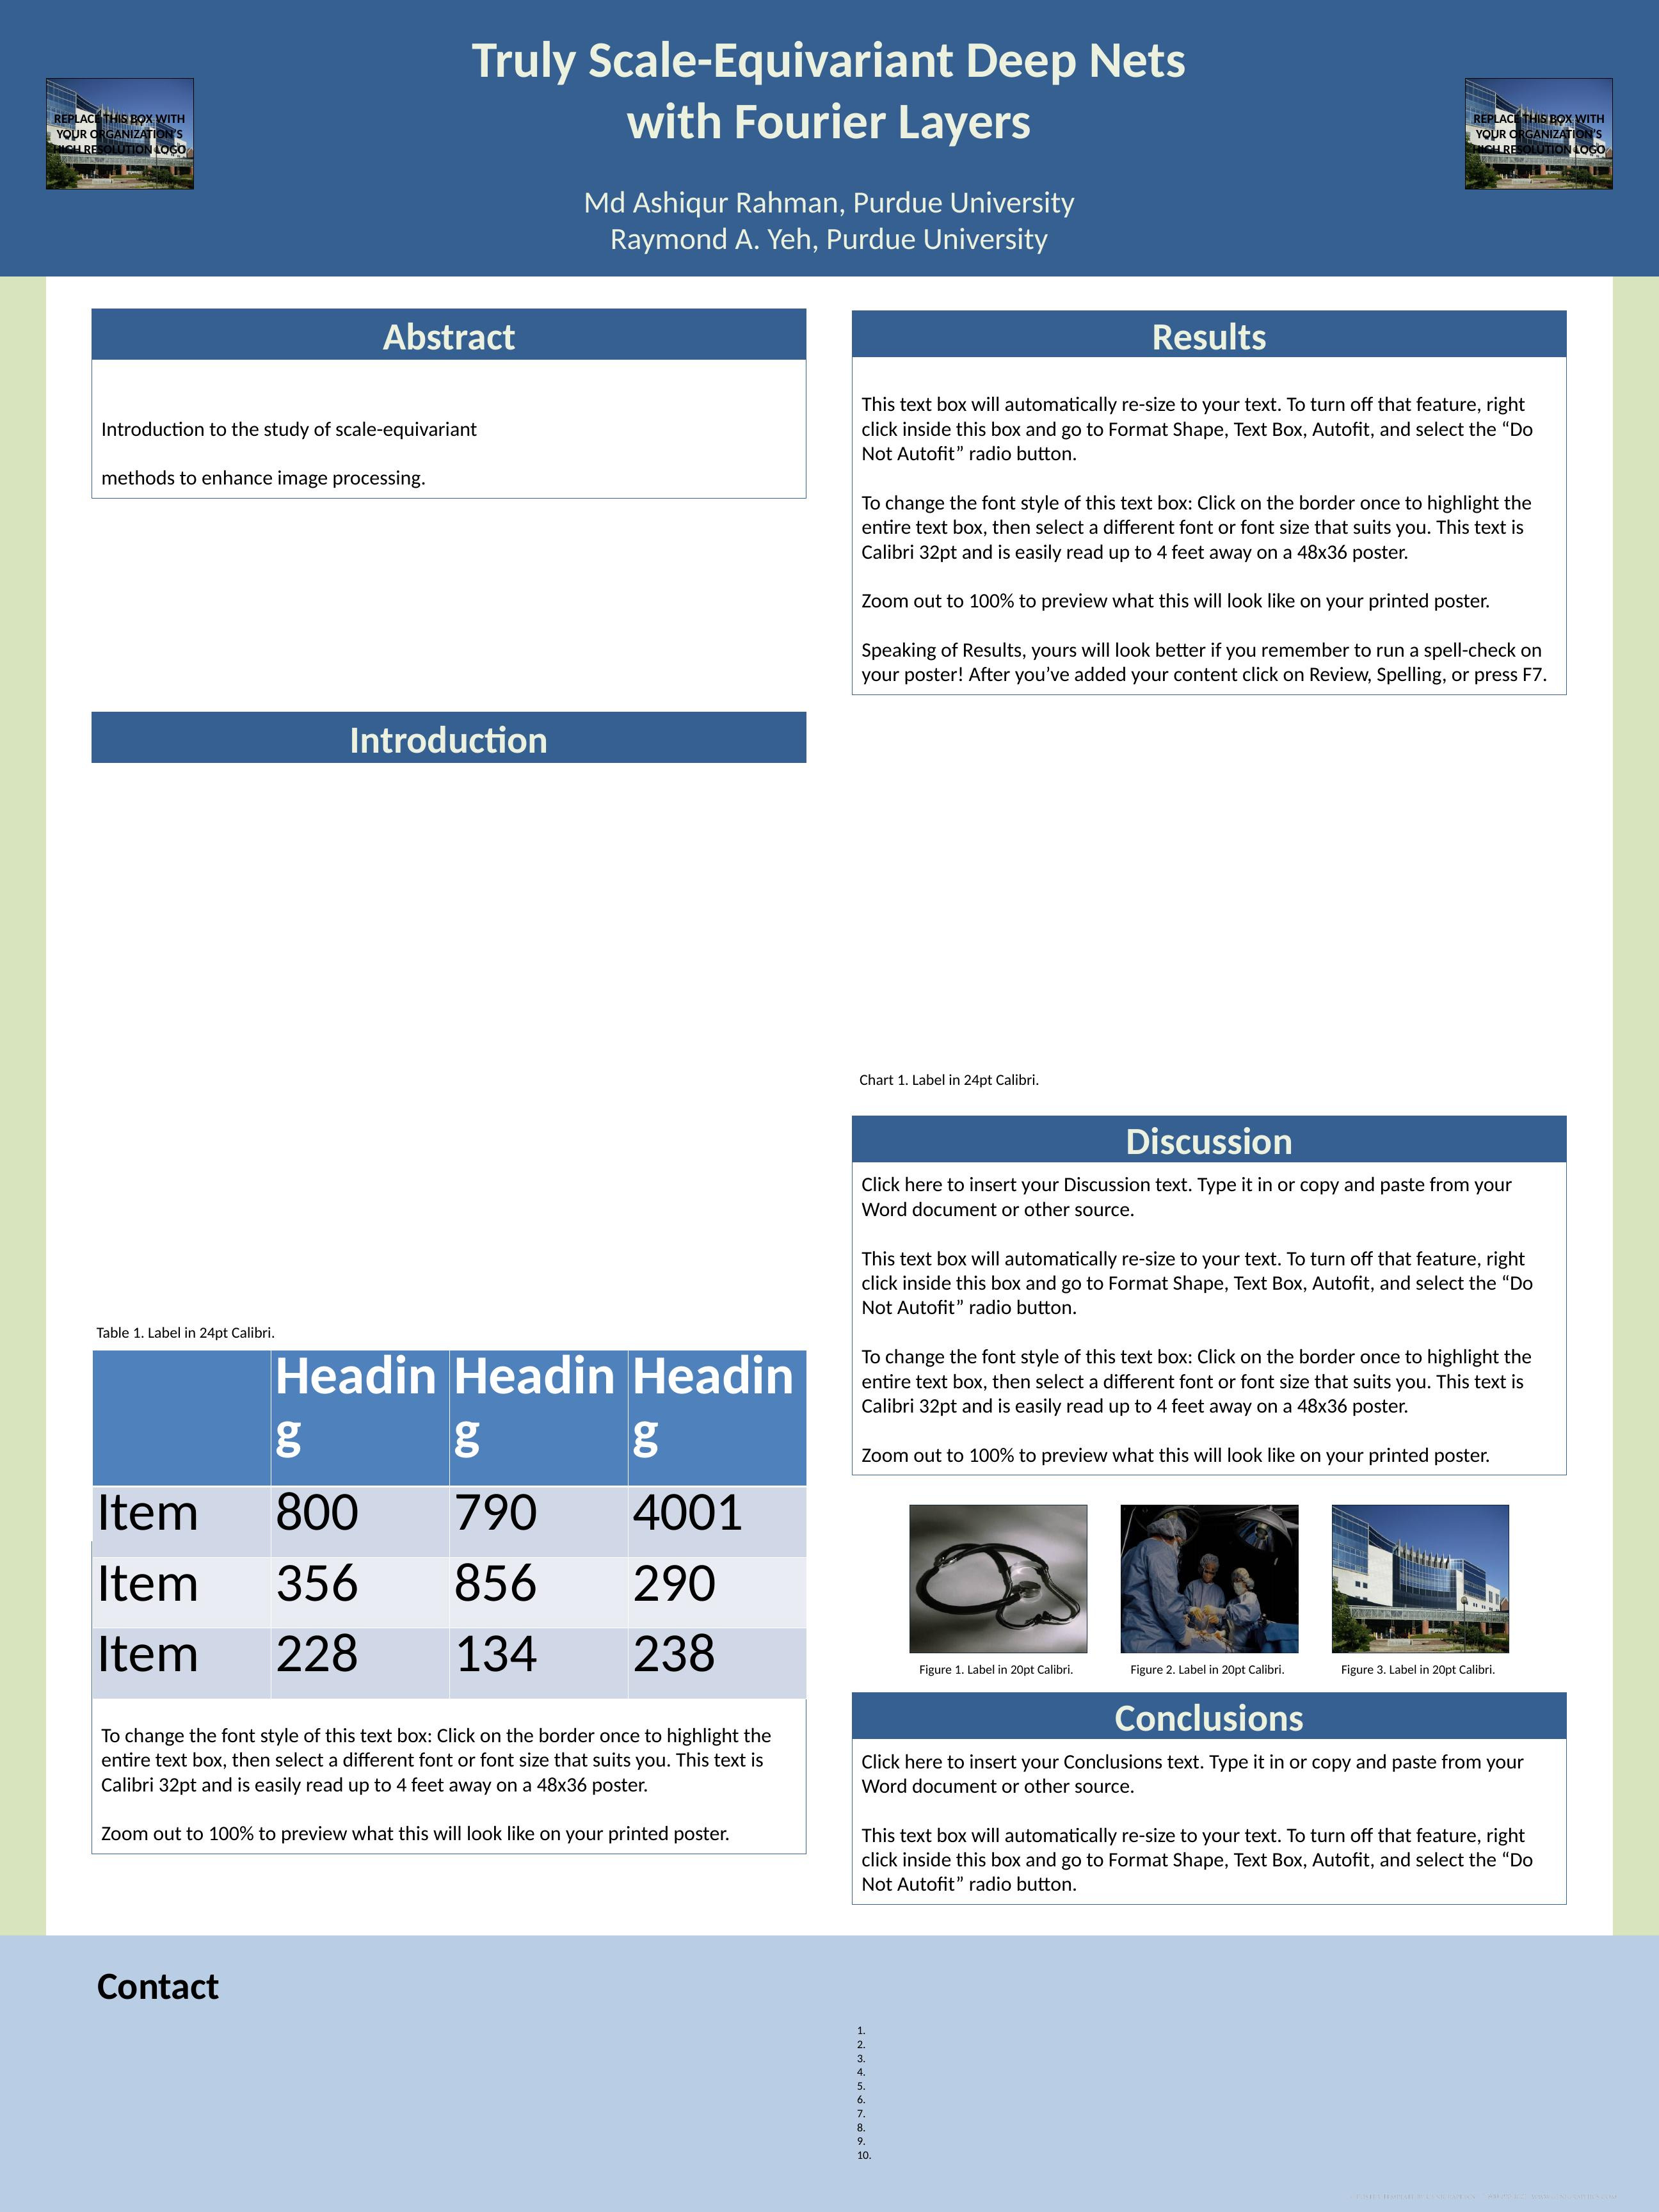 Truly Scale-Equivariant Deep Nets
with Fourier Layers
Md Ashiqur Rahman, Purdue University
Raymond A. Yeh, Purdue University
REPLACE THIS BOX WITH
YOUR ORGANIZATION'S
HIGH RESOLUTION LOGO
REPLACE THIS BOX WITH
YOUR ORGANIZATION'S
HIGH RESOLUTION LOGO
Abstract
Introduction to the study of scale-equivariant
methods to enhance image processing.
Introduction
Table 1. Label in 24pt Calibri.
Headin Headin Headin
g g g
Item 800 790 4001
Item 356 856 290
Item 228 134 238
To change the font style of this text box: Click on the border once to highlight the
entire text box, then select a different font or font size that suits you. This text is
Calibri 32pt and is easily read up to 4 feet away on a 48x36 poster.
Zoom out to 100% to preview what this will look like on your printed poster.
Results
This text box will automatically re-size to your text. To turn off that feature, right
click inside this box and go to Format Shape, Text Box, Autofit, and select the “Do
Not Autofit” radio button.
To change the font style of this text box: Click on the border once to highlight the
entire text box, then select a different font or font size that suits you. This text is
Calibri 32pt and is easily read up to 4 feet away on a 48x36 poster.
Zoom out to 100% to preview what this will look like on your printed poster.
Speaking of Results, yours will look better if you remember to run a spell-check on
your poster! After you’ve added your content click on Review, Spelling, or press F7.
Chart 1. Label in 24pt Calibri.
Discussion
Click here to insert your Discussion text. Type it in or copy and paste from your
Word document or other source.
This text box will automatically re-size to your text. To turn off that feature, right
click inside this box and go to Format Shape, Text Box, Autofit, and select the “Do
Not Autofit” radio button.
To change the font style of this text box: Click on the border once to highlight the
entire text box, then select a different font or font size that suits you. This text is
Calibri 32pt and is easily read up to 4 feet away on a 48x36 poster.
Zoom out to 100% to preview what this will look like on your printed poster.
Figure 1. Label in 20pt Calibri.
Figure 2. Label in 20pt Calibri.
Figure 3. Label in 20pt Calibri.
Conclusions
Click here to insert your Conclusions text. Type it in or copy and paste from your
Word document or other source.
This text box will automatically re-size to your text. To turn off that feature, right
click inside this box and go to Format Shape, Text Box, Autofit, and select the “Do
Not Autofit” radio button.
Contact
1.
2.
3.
4.
5.
6.
7.
8.
9.
10.